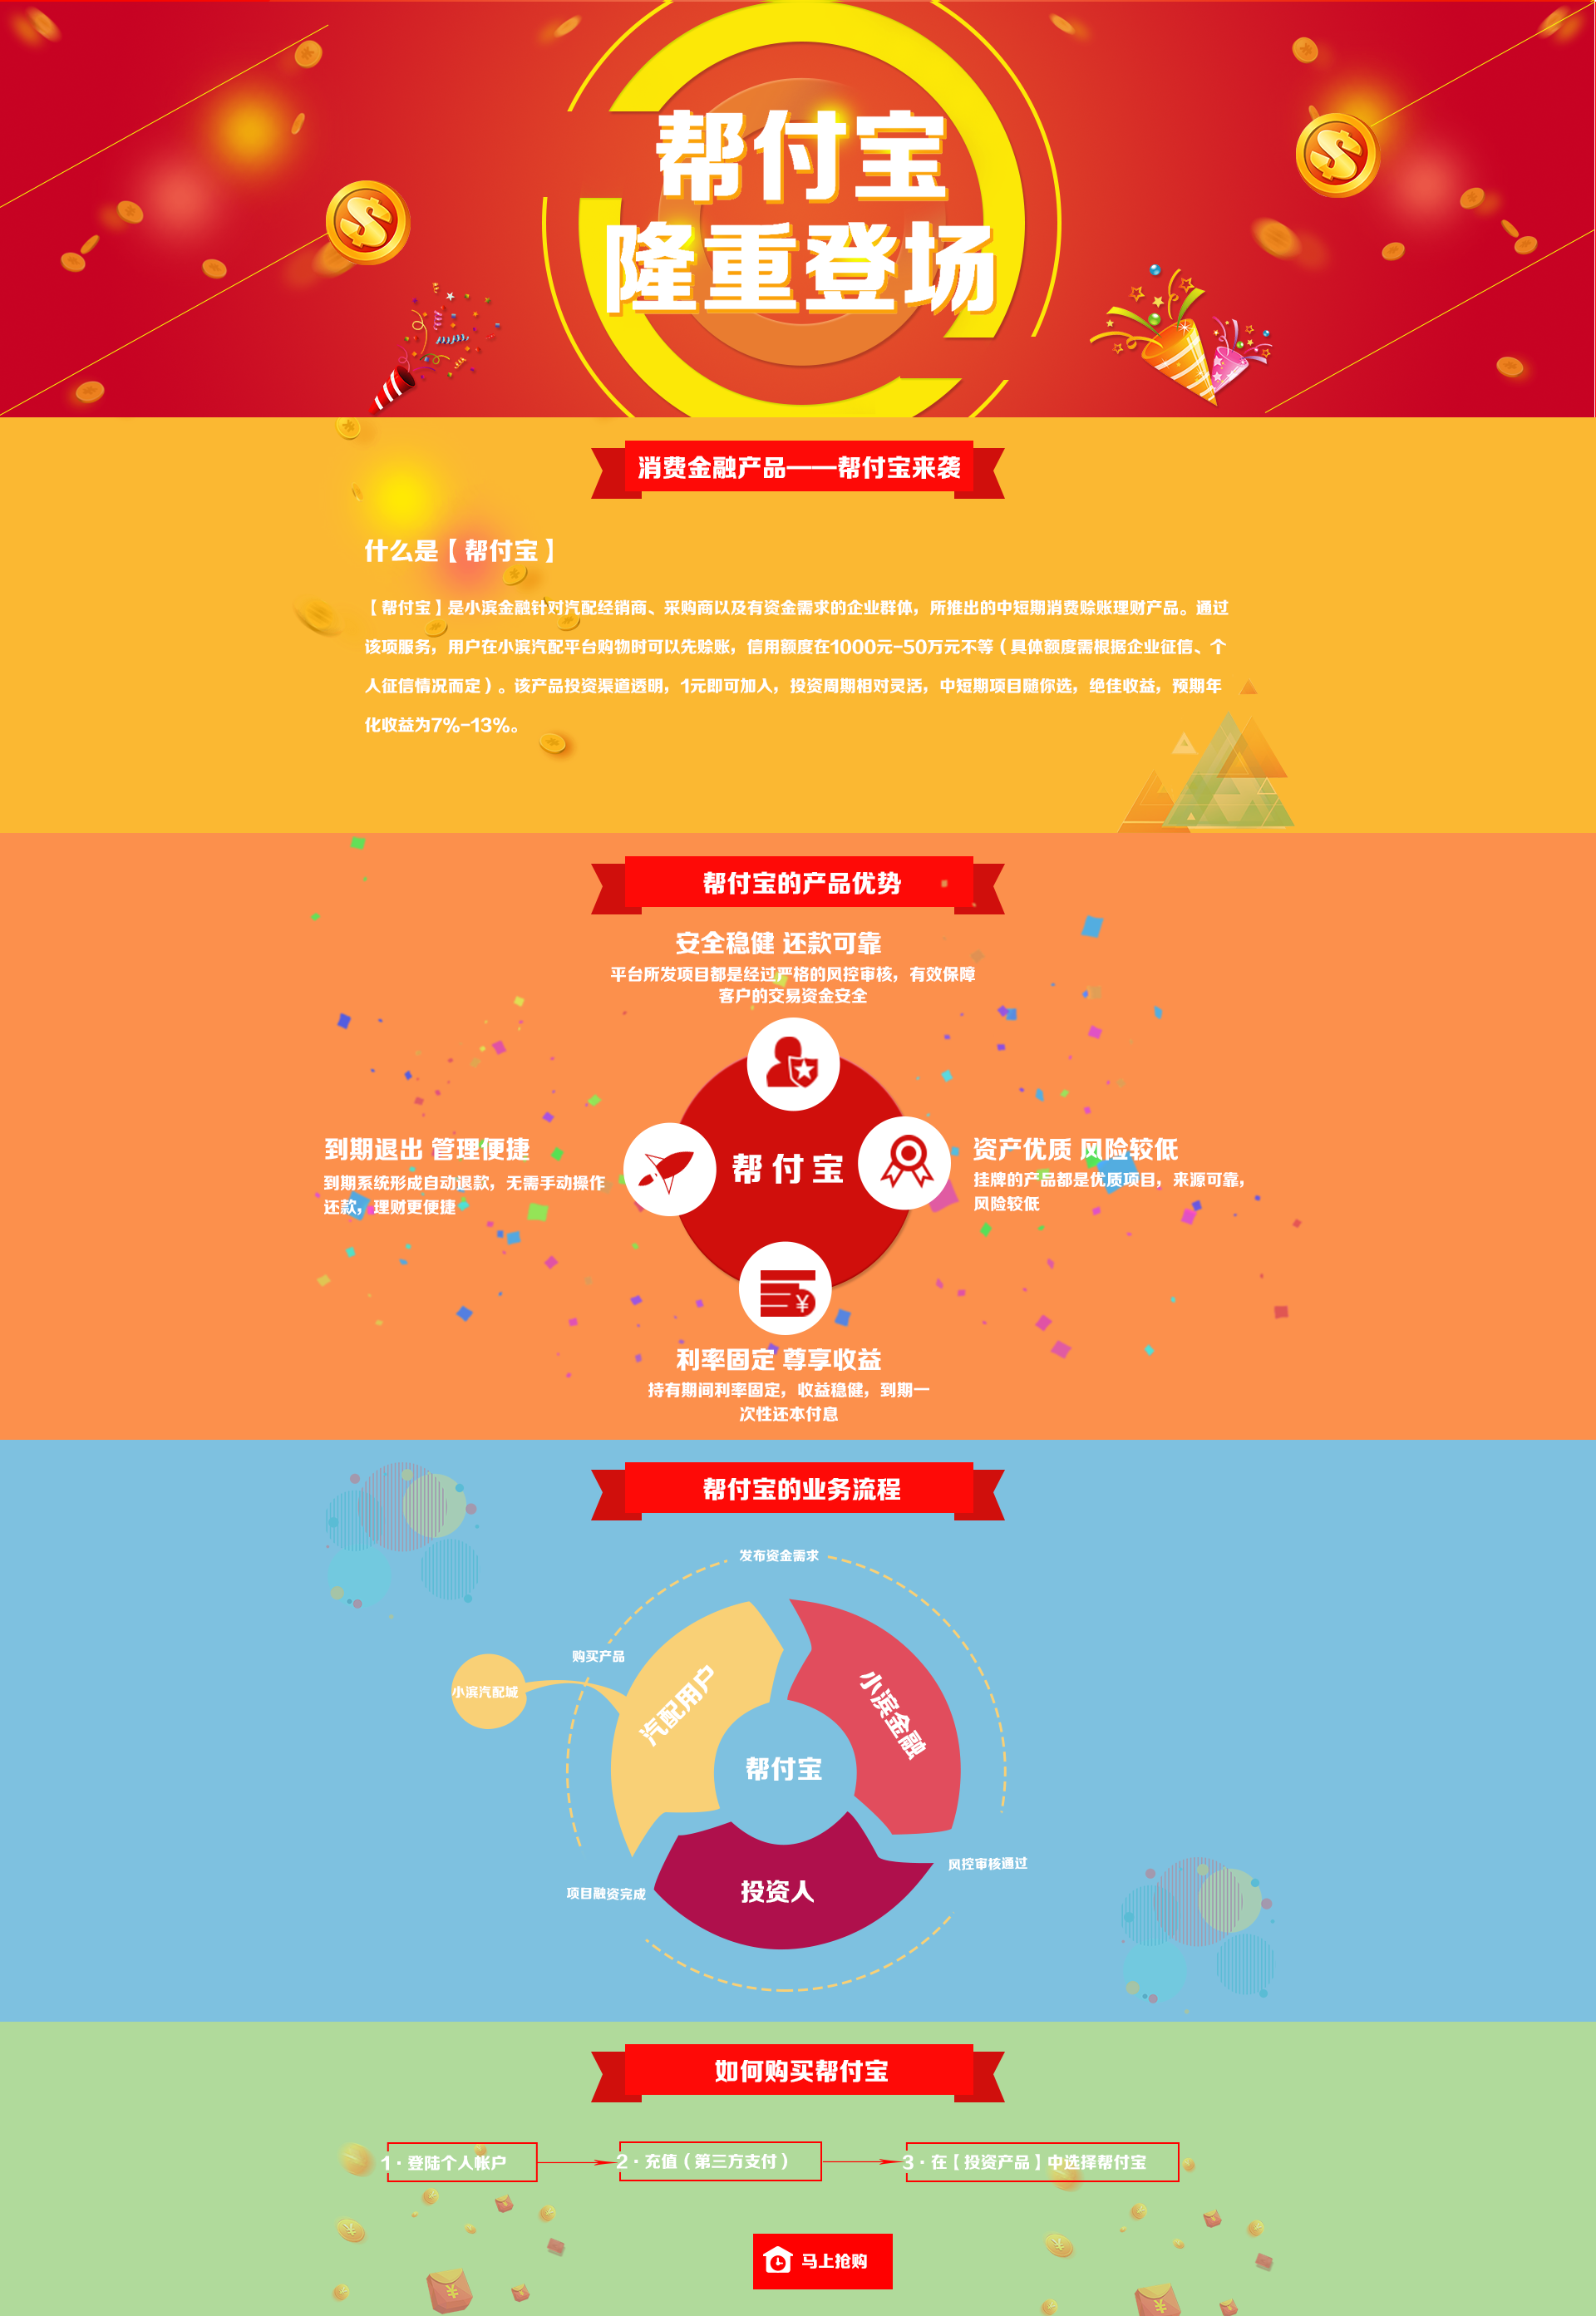 帮付宝
隆重登场
消费金融产品——帮付宝来袭
什么是【帮付宝】
【帮付宝】是小滨金融针对汽配经销商、采购商以及有资金需求的企业群体，所推出的中短期消费赊账理财产品。通过
该项服务，用户在小滨汽配平台购物时可以先赊账，信用额度在1000元-50万元不等（具体额度需根据企业征信、个
人征信情况而定）。该产品投资渠道透明，1元即可加入，投资周期相对灵活，中短期项目随你选，绝佳收益，预期年
化收益为7%-13%。
帮付宝的产品优势
安全稳健 还款可靠
平台所发项目都是经过严格的风控审核，有效保障
客户的交易资金安全
到期退出 管理便捷
到期系统形成自动退款，无需手动操作
还款，理财更便捷
帮付宝
资产优质 风险较低
挂牌的产品都是优质项目，来源可靠，
风险较低
利率固定 尊享收益
持有期间利率固定，收益稳健，到期一
次性还本付息
帮付宝的业务流程
发布资金需求
购买产品
小滨汽配城
汽配用户
小滨金融
帮付宝
风控审核通过
投资人
项目融资完成
如何购买帮付宝
1·登陆个人帐户
2·充值（第三方支付）
3·在【投资产品】中选择帮付宝
马上抢购